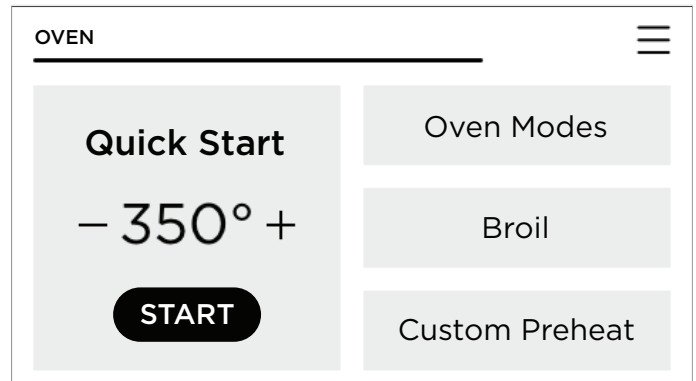 OVEN
Quick Start
− 350° +
START
Oven Modes
Broil
Custom Preheat